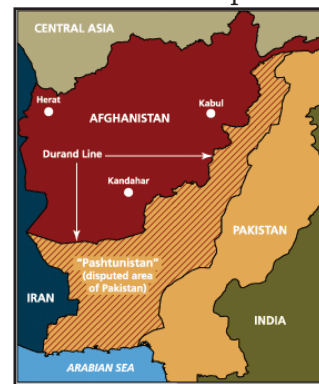 CENTRAL ASIA
Herat
Kabul
AFGHANISTAN
Durand Line
Kandahar
PAKISTAN
"Pashtunistan"
(disputed area
of Pakistan)
IRAN
INDIA
ARABIAN SEA